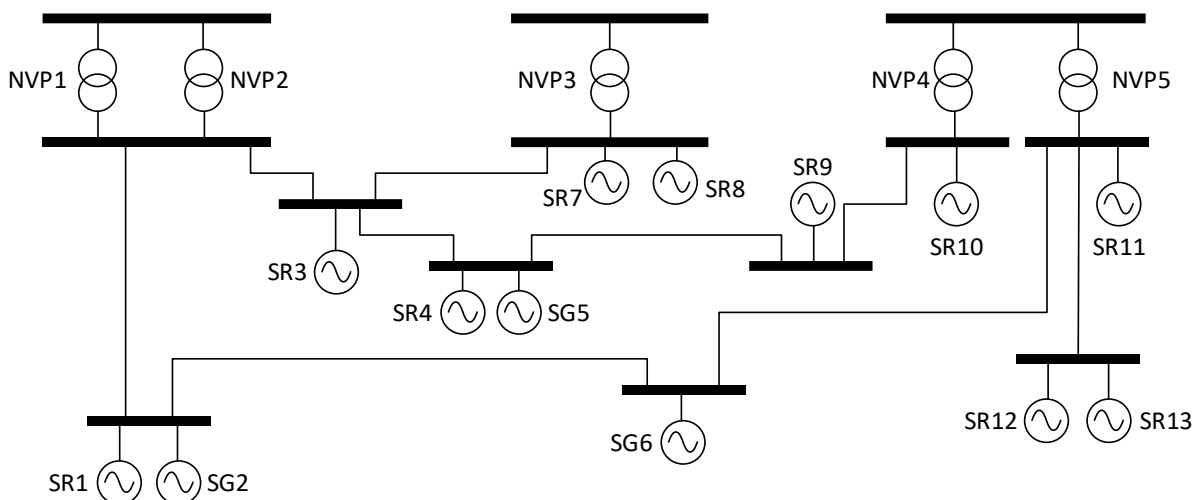 NVP1
NVP2
NVP3
NVP4
NVP5
SR9
SR7
SR8
SR10
SR11
SR3
SR4
SG5
SR12
SR13
SG6
SR1
SG2